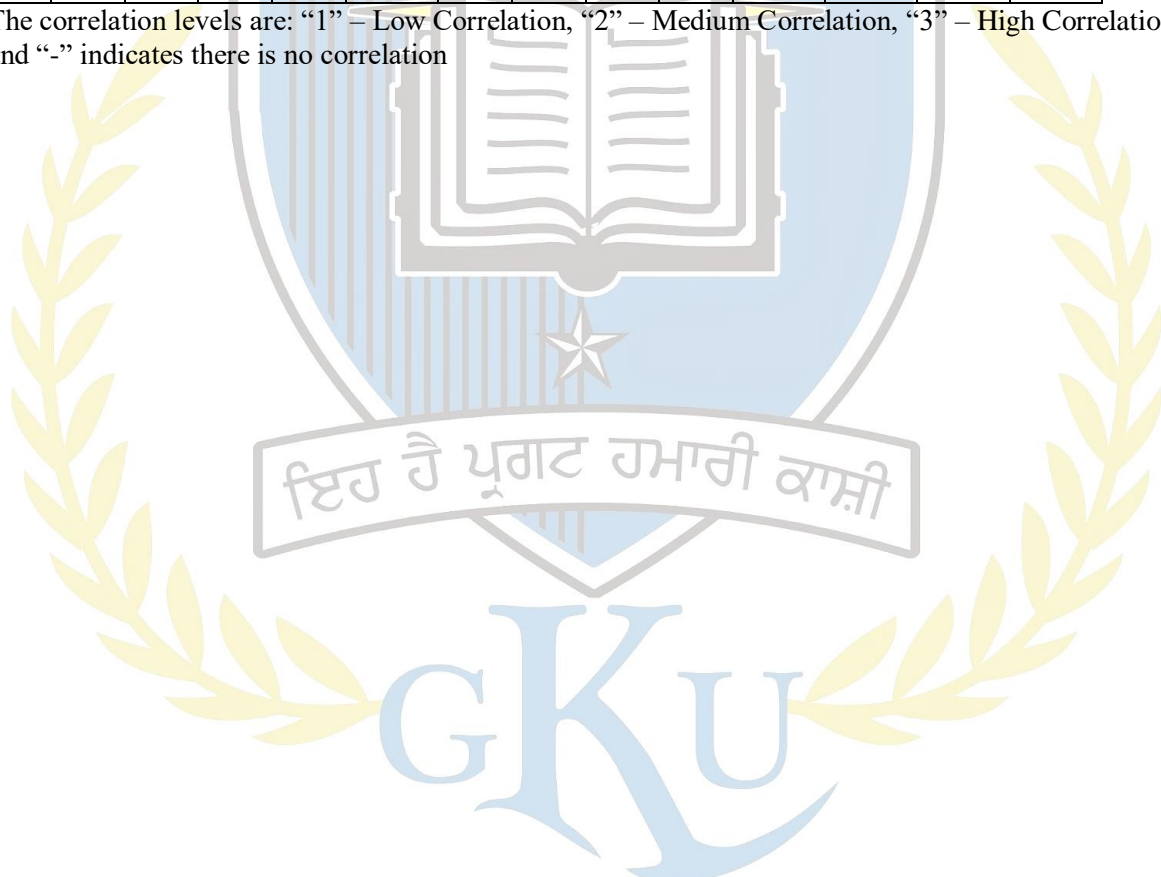 The correlation levels are: “1” – Low Correlation, “2” – Medium Correlation, “3” – High Correlatio
nd “-” indicates there is no correlation
ਇਹ ਹੈ ਪ੍ਰਗਟ ਹਮਾਰੀ ਕਾਸ਼ੀ
GKU